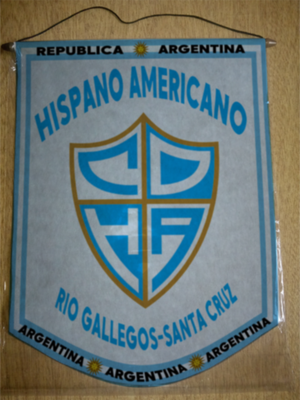 REPUBLICA ARGENTINA
HISPANO AMERICANO
CD
HA
RIO GALLEGOS-SANTA CRUZ
ARGENTINA ARGENTINA ARGENTINA